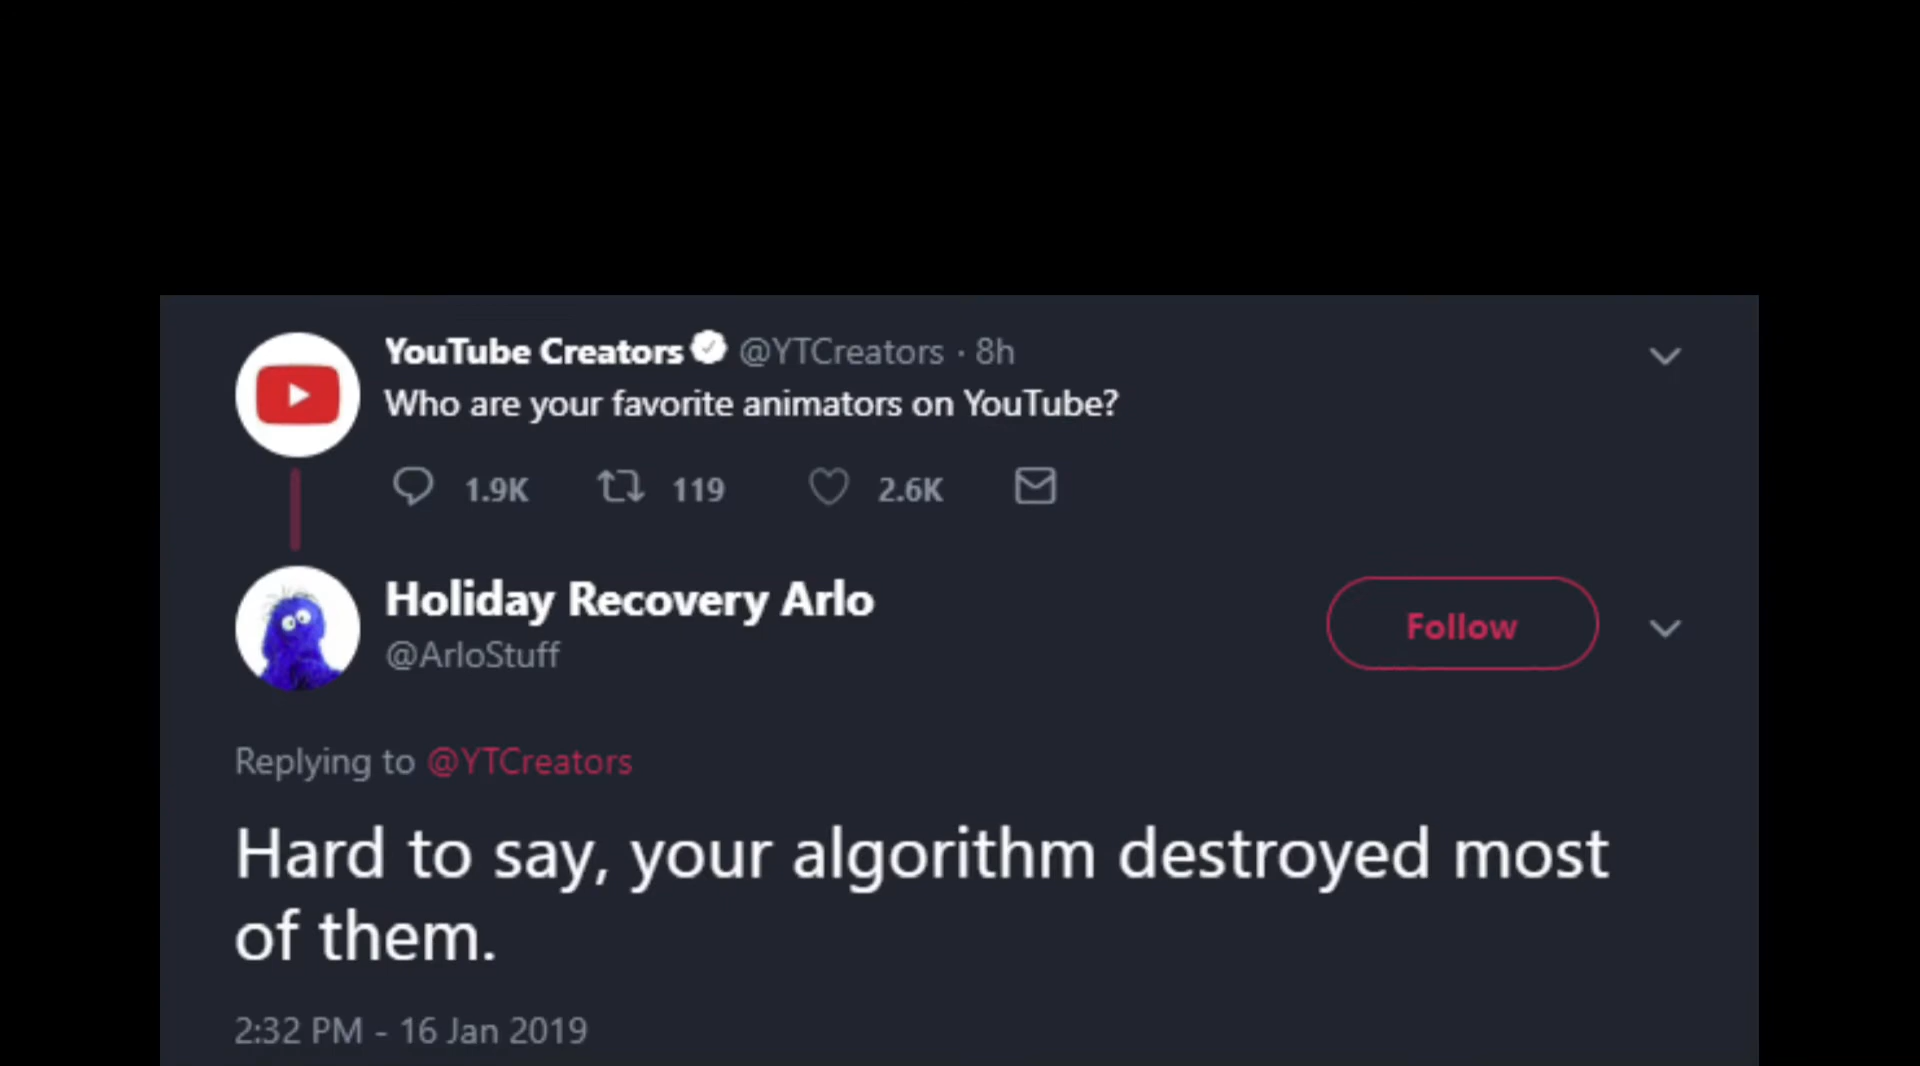 YouTube Creators @YTCreators · 8h
Who are your favorite animators on YouTube?
1.9K 119 2.6K
Holiday Recovery Arlo
@ArloStuff
Follow
Replying to @YTCreators
Hard to say, your algorithm destroyed most
of them.
2:32 PM - 16 Jan 2019